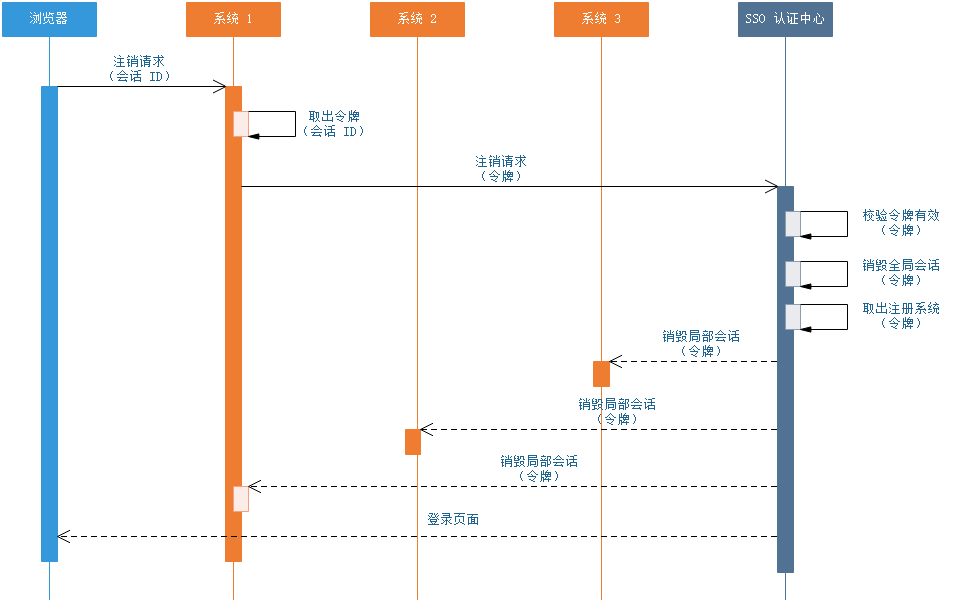 浏览器
系统 1
系统 2
系统 3
SSO 认证中心
注销请求
（会话 ID）
取出令牌
（会话 ID）
注销请求
（令牌）
校验令牌有效
（令牌）
销毁全局会话
（令牌）
取出注册系统
（令牌）
销毁局部会话
（令牌）
销毁局部会话
（令牌）
销毁局部会话
（令牌）
登录页面